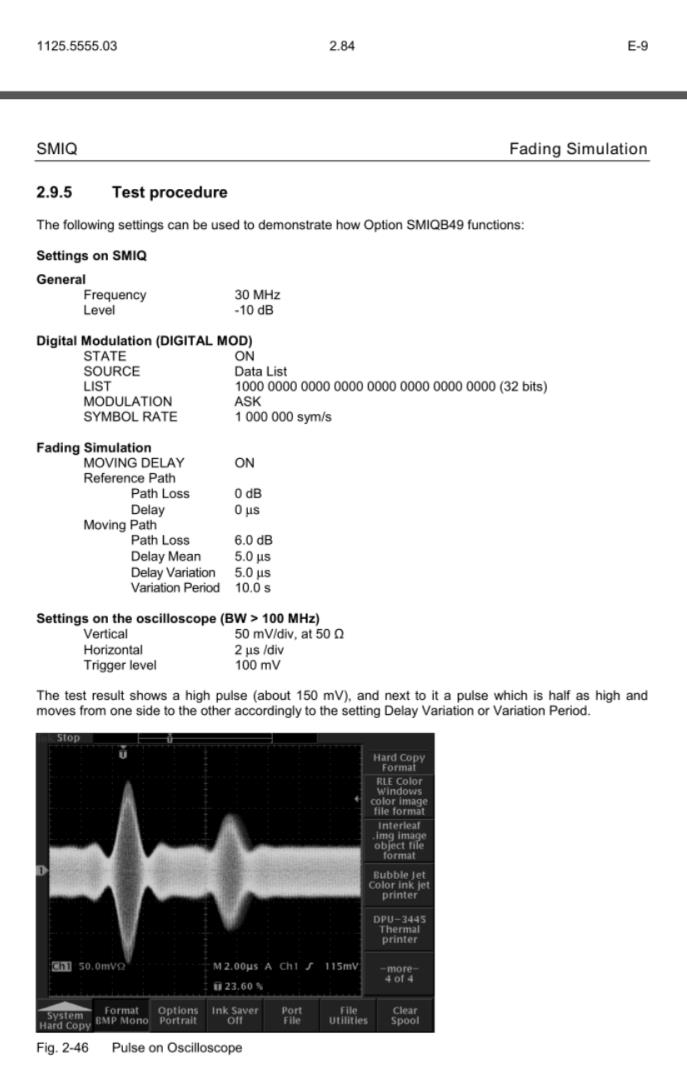 1125.5555.03 2.84 E-9
SMIQ Fading Simulation
2.9.5 Test procedure
The following settings can be used to demonstrate how Option SMIQB49 functions:
Settings on SMIQ
General
Frequency 30 MHz
Level -10 dB
Digital Modulation (DIGITAL MOD)
STATE ON
SOURCE Data List
LIST 1000 0000 0000 0000 0000 0000 0000 0000 (32 bits)
MODULATION ASK
SYMBOL RATE 1 000 000 sym/s
Fading Simulation
MOVING DELAY ON
Reference Path
Path Loss 0 dB
Delay 0 µs
Moving Path
Path Loss 6.0 dB
Delay Mean 5.0 µs
Delay Variation 5.0 µs
Variation Period 10.0 s
Settings on the oscilloscope (BW > 100 MHz)
Vertical 50 mV/div, at 50 Ω
Horizontal 2 µs /div
Trigger level 100 mV
The test result shows a high pulse (about 150 mV), and next to it a pulse which is half as high and
moves from one side to the other accordingly to the setting Delay Variation or Variation Period.
Stop
Hard Copy
Format
RLE Color
Windows
color image
file format
Interleaf
.img image
object file
format
1
Bubble Jet
Color ink jet
printer
DPU-3445
Thermal
printer
Ch1 50.0mVΩ M 2.00µs A Ch1 ʃ 115mV
-more-
4 of 4
23.60 %
System
Hard Copy
Format
BMP Mono
Options
Portrait
Ink Saver
Off
Port
File
File
Utilities
Clear
Spool
Fig. 2-46 Pulse on Oscilloscope